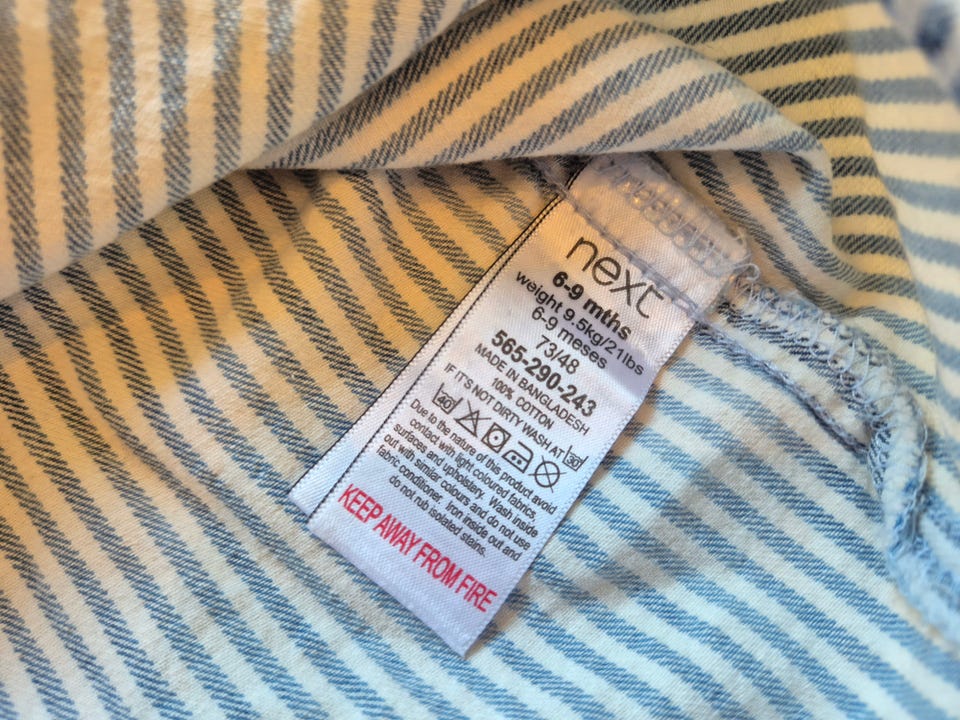 next
6-9 mths
weight 9.5kg/21lbs
6-9 meses
73/48
565-290-243
MADE IN BANGLADESH
100% COTTON
IF IT'S NOT DIRTY WASH AT 30
40
Due to the nature of this product avoid
contact with light coloured fabrics,
surfaces and upholstery. Wash inside
out with similar colours and do not use
fabric conditioner. Iron inside out and
do not rub isolated stains.
KEEP AWAY FROM FIRE